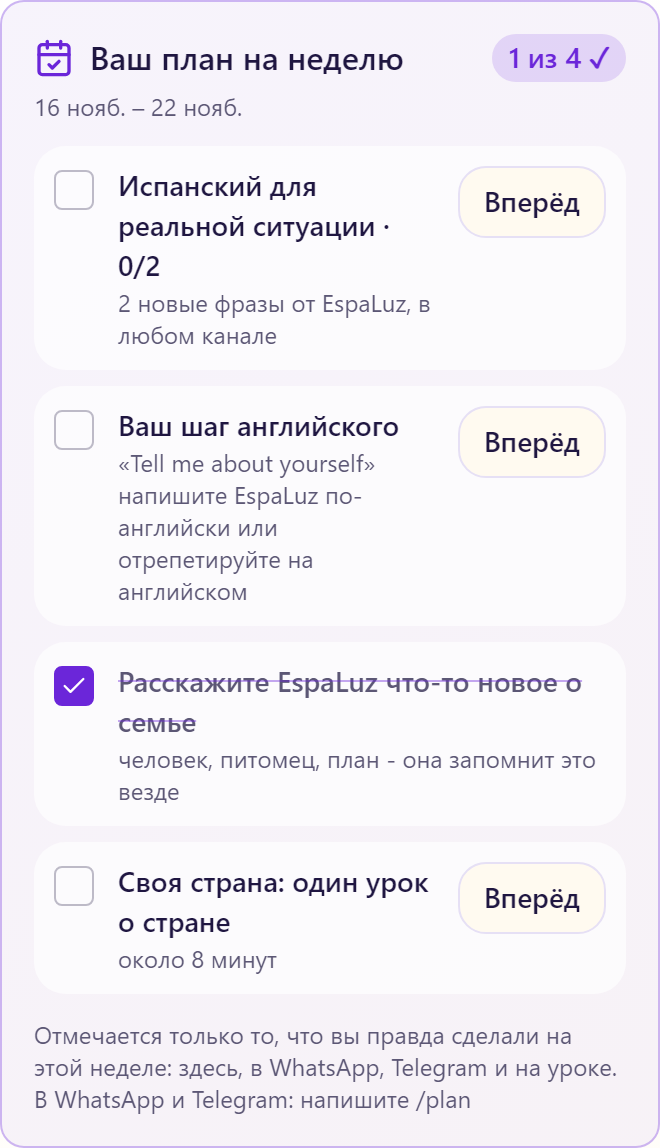 Ваш план на неделю
1 из 4 ✓
16 нояб. – 22 нояб.
Испанский для
реальной ситуации ·
0/2
Вперёд
2 новые фразы от EspaLuz, в
любом канале
Ваш шаг английского
Вперёд
«Tell me about yourself»
напишите EspaLuz по-
английски или
отрепетируйте на
английском
Расскажите EspaLuz что-то новое о
семье
человек, питомец, план - она запомнит это
везде
Своя страна: один урок
о стране
Вперёд
около 8 минут
Отмечается только то, что вы правда сделали на
этой неделе: здесь, в WhatsApp, Telegram и на уроке.
В WhatsApp и Telegram: напишите /plan